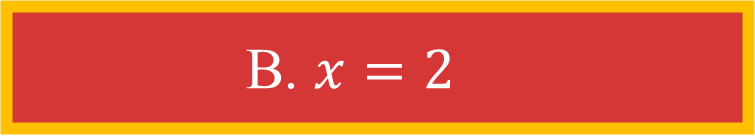 B. 𝑥 = 2